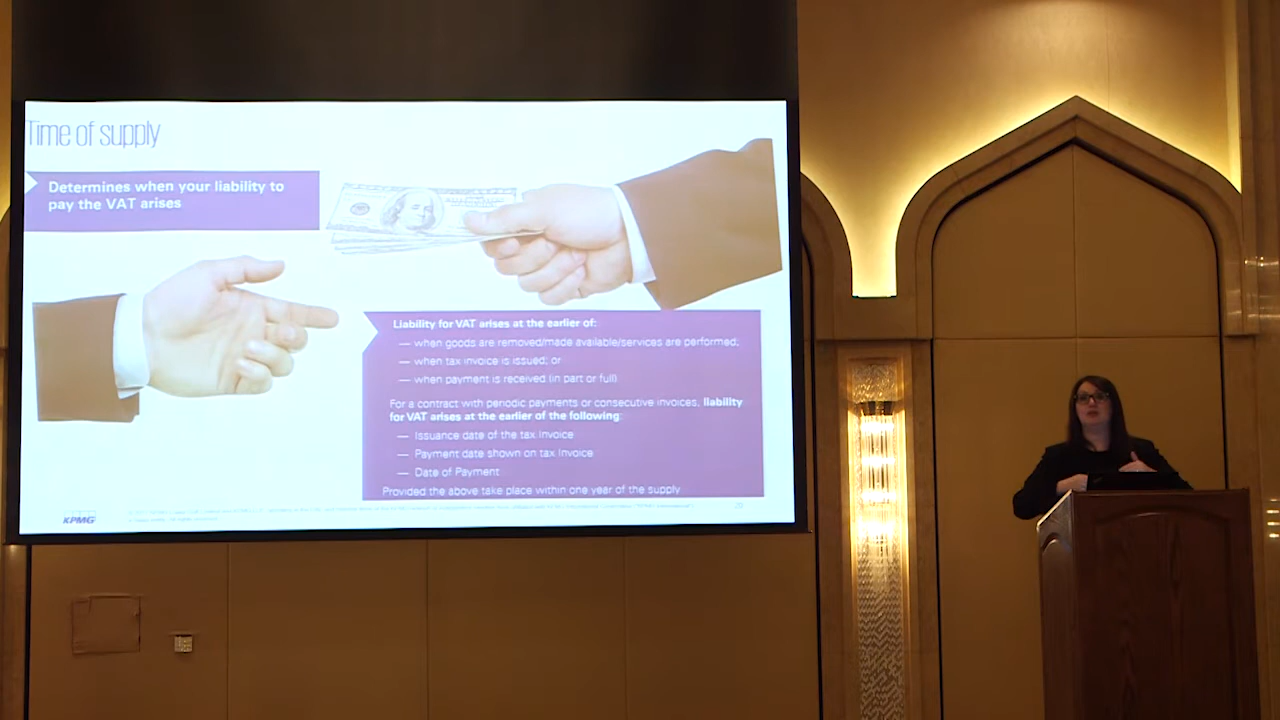 Time of supply
Determines when your liability to
pay the VAT arises
Liability for VAT arises at the earlier of:
— when goods are removed/made available/services are performed;
— when tax invoice is issued; or
— when payment is received (in part or full)
For a contract with periodic payments or consecutive invoices, liability
for VAT arises at the earlier of the following:
— Issuance date of the tax Invoice
— Payment date shown on tax Invoice
— Date of Payment
Provided the above take place within one year of the supply
KPMG